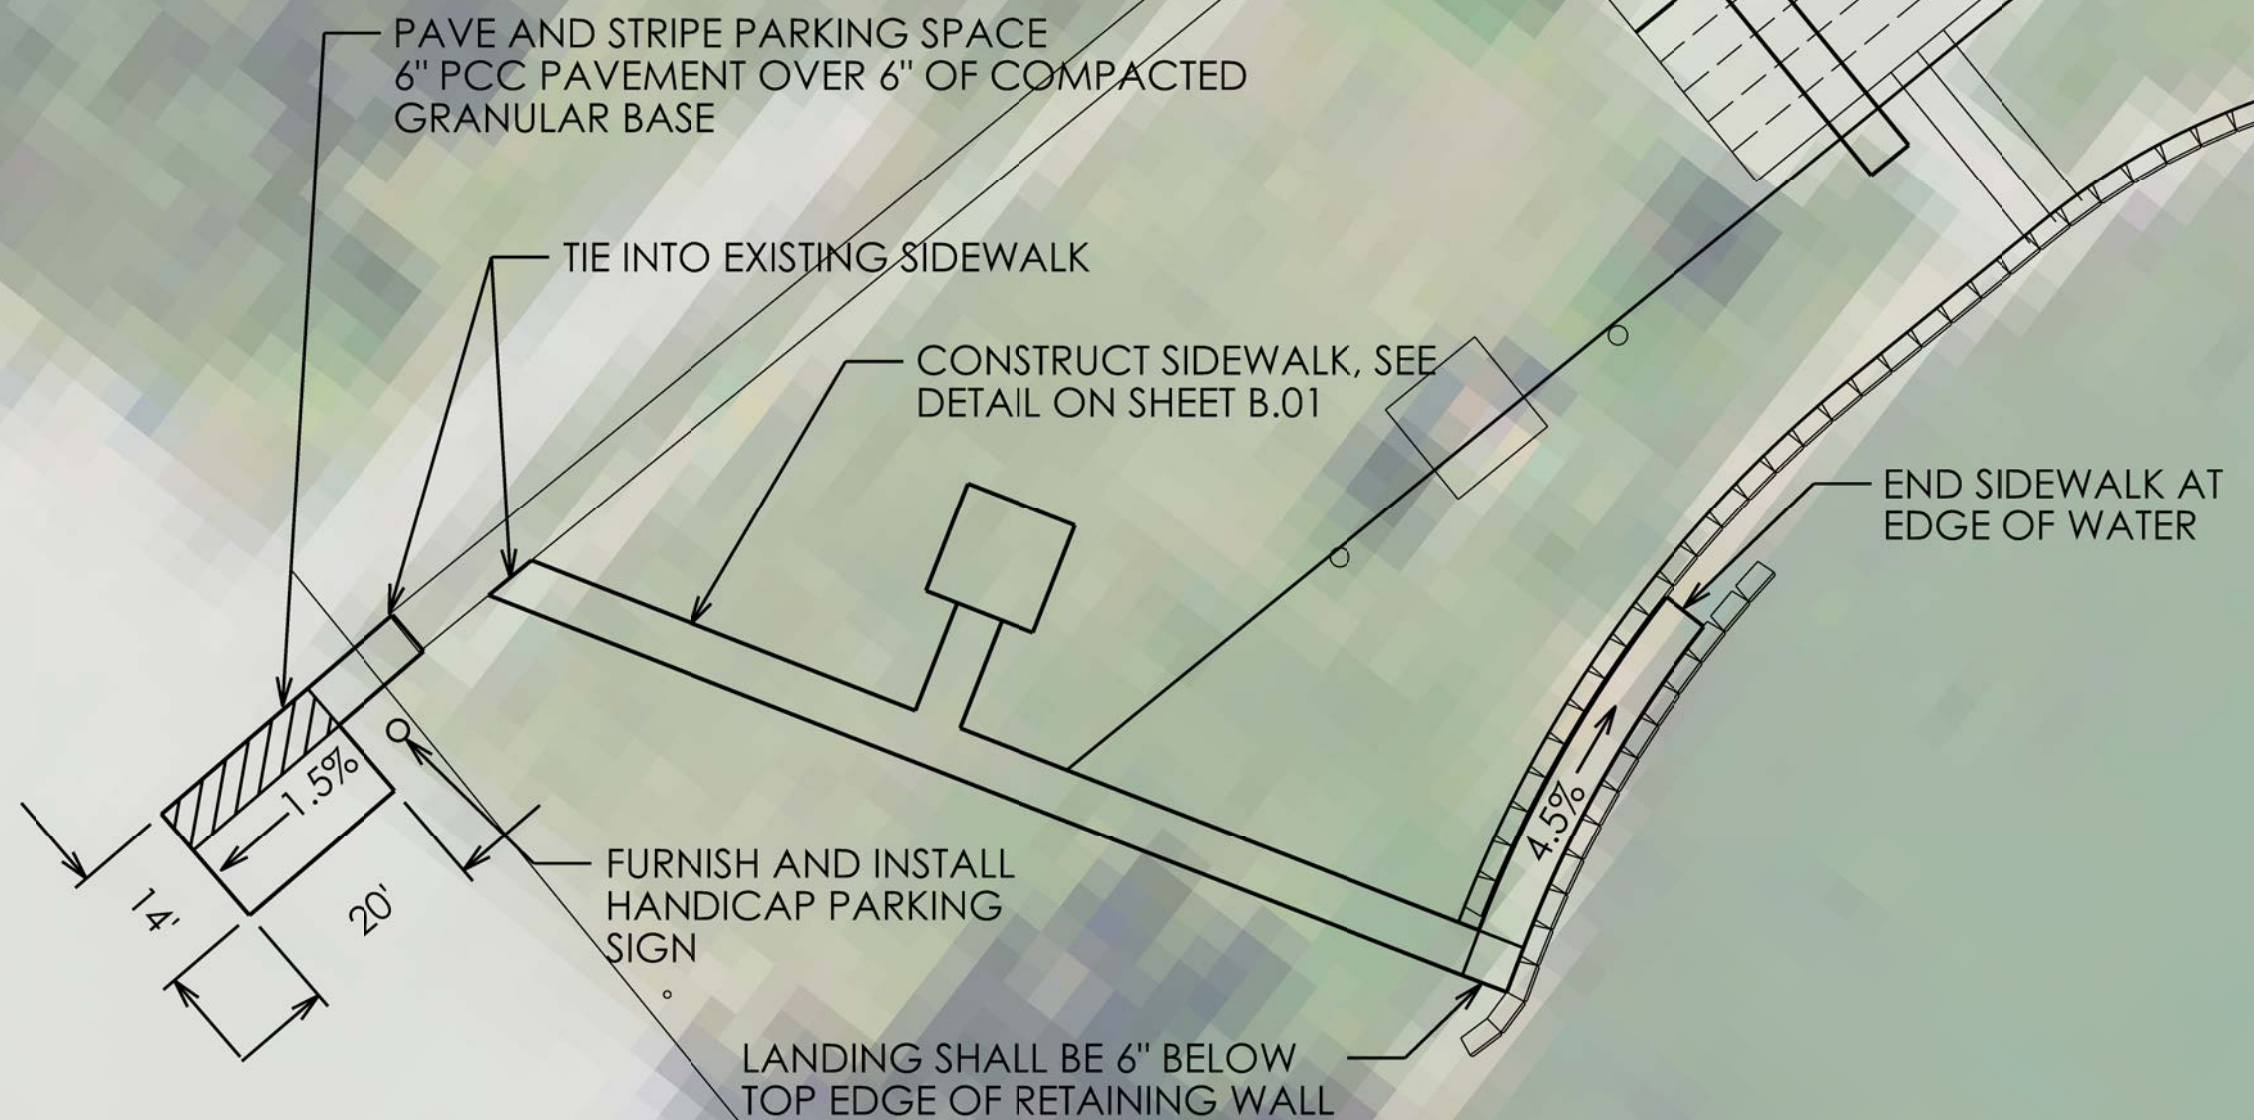 PAVE AND STRIPE PARKING SPACE
6" PCC PAVEMENT OVER 6" OF COMPACTED
GRANULAR BASE
TIE INTO EXISTING SIDEWALK
CONSTRUCT SIDEWALK, SEE
DETAIL ON SHEET B.01
END SIDEWALK AT
EDGE OF WATER
1.5%
4.5%
14'
20'
FURNISH AND INSTALL
HANDICAP PARKING
SIGN
LANDING SHALL BE 6" BELOW
TOP EDGE OF RETAINING WALL